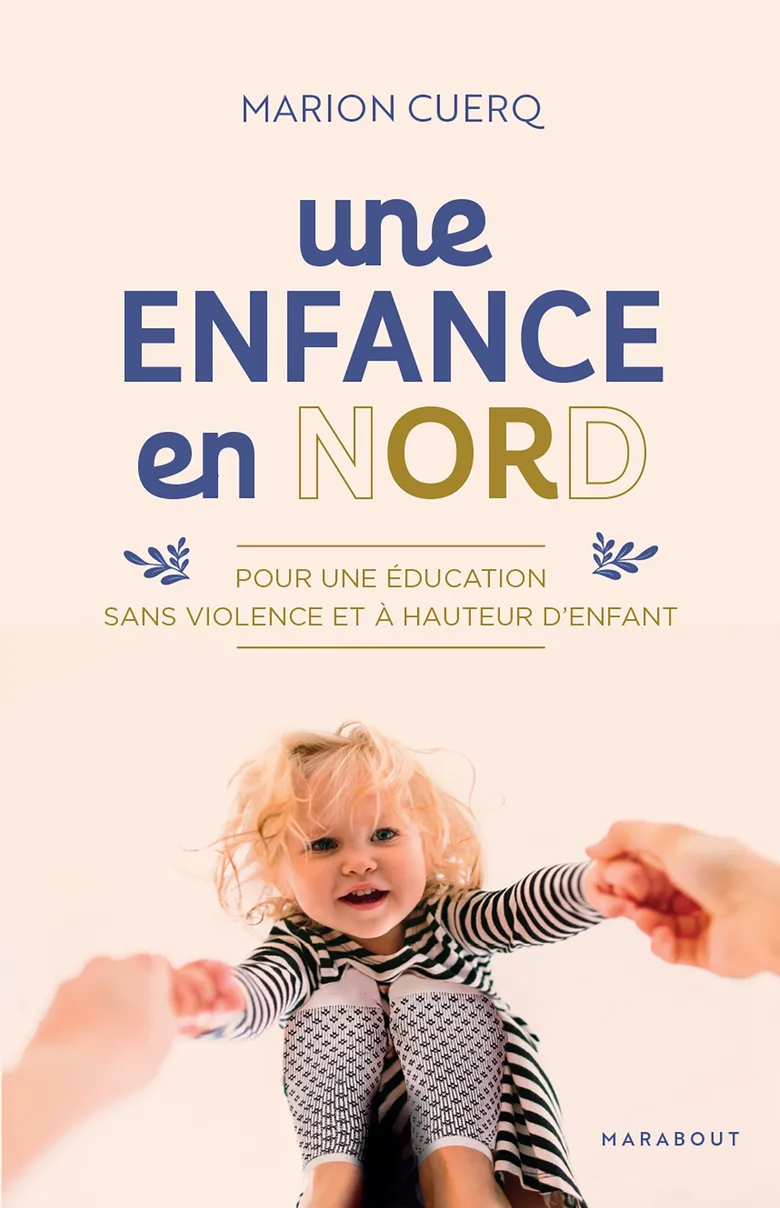 MARION CUERQ
une
ENFANCE
en NORD
POUR UNE ÉDUCATION
SANS VIOLENCE ET À HAUTEUR D'ENFANT
MARABOUT